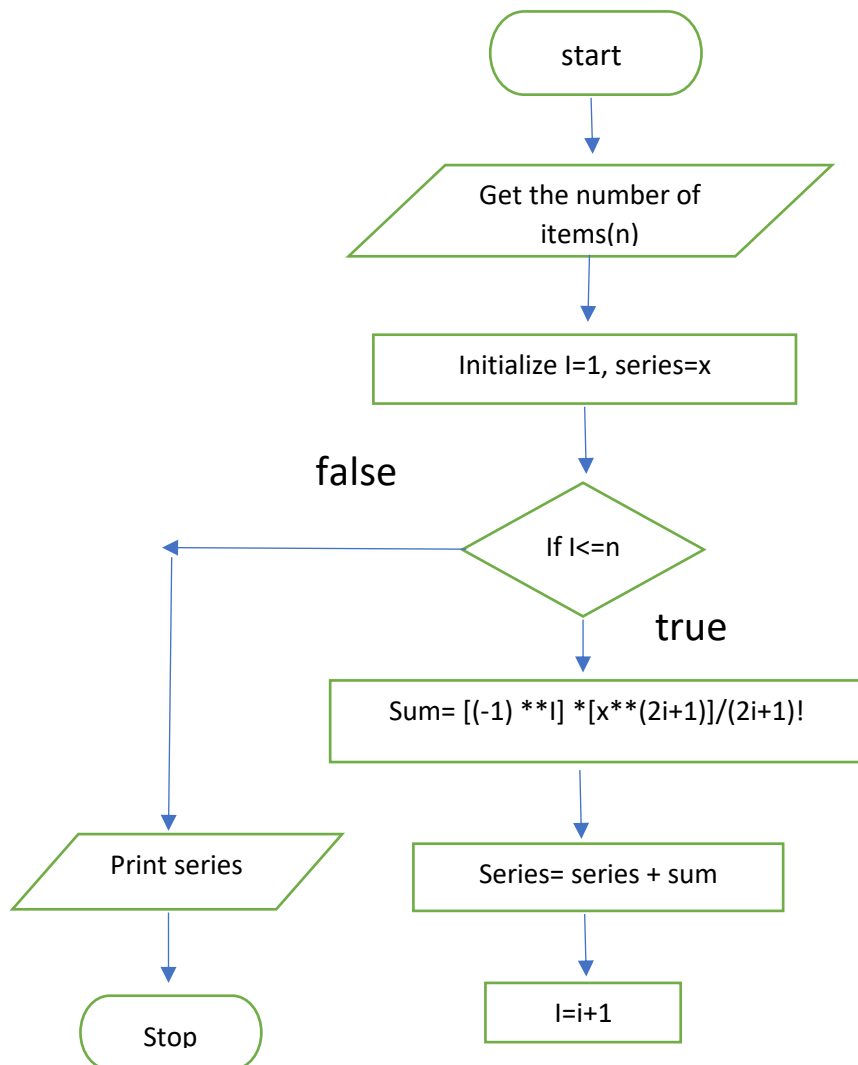 start
Get the number of
items(n)
Initialize I=1, series=x
false
If I<=n
true
Sum= [(-1) **I] *[x**(2i+1)]/(2i+1)!
Print series
Series= series + sum
I=i+1
Stop